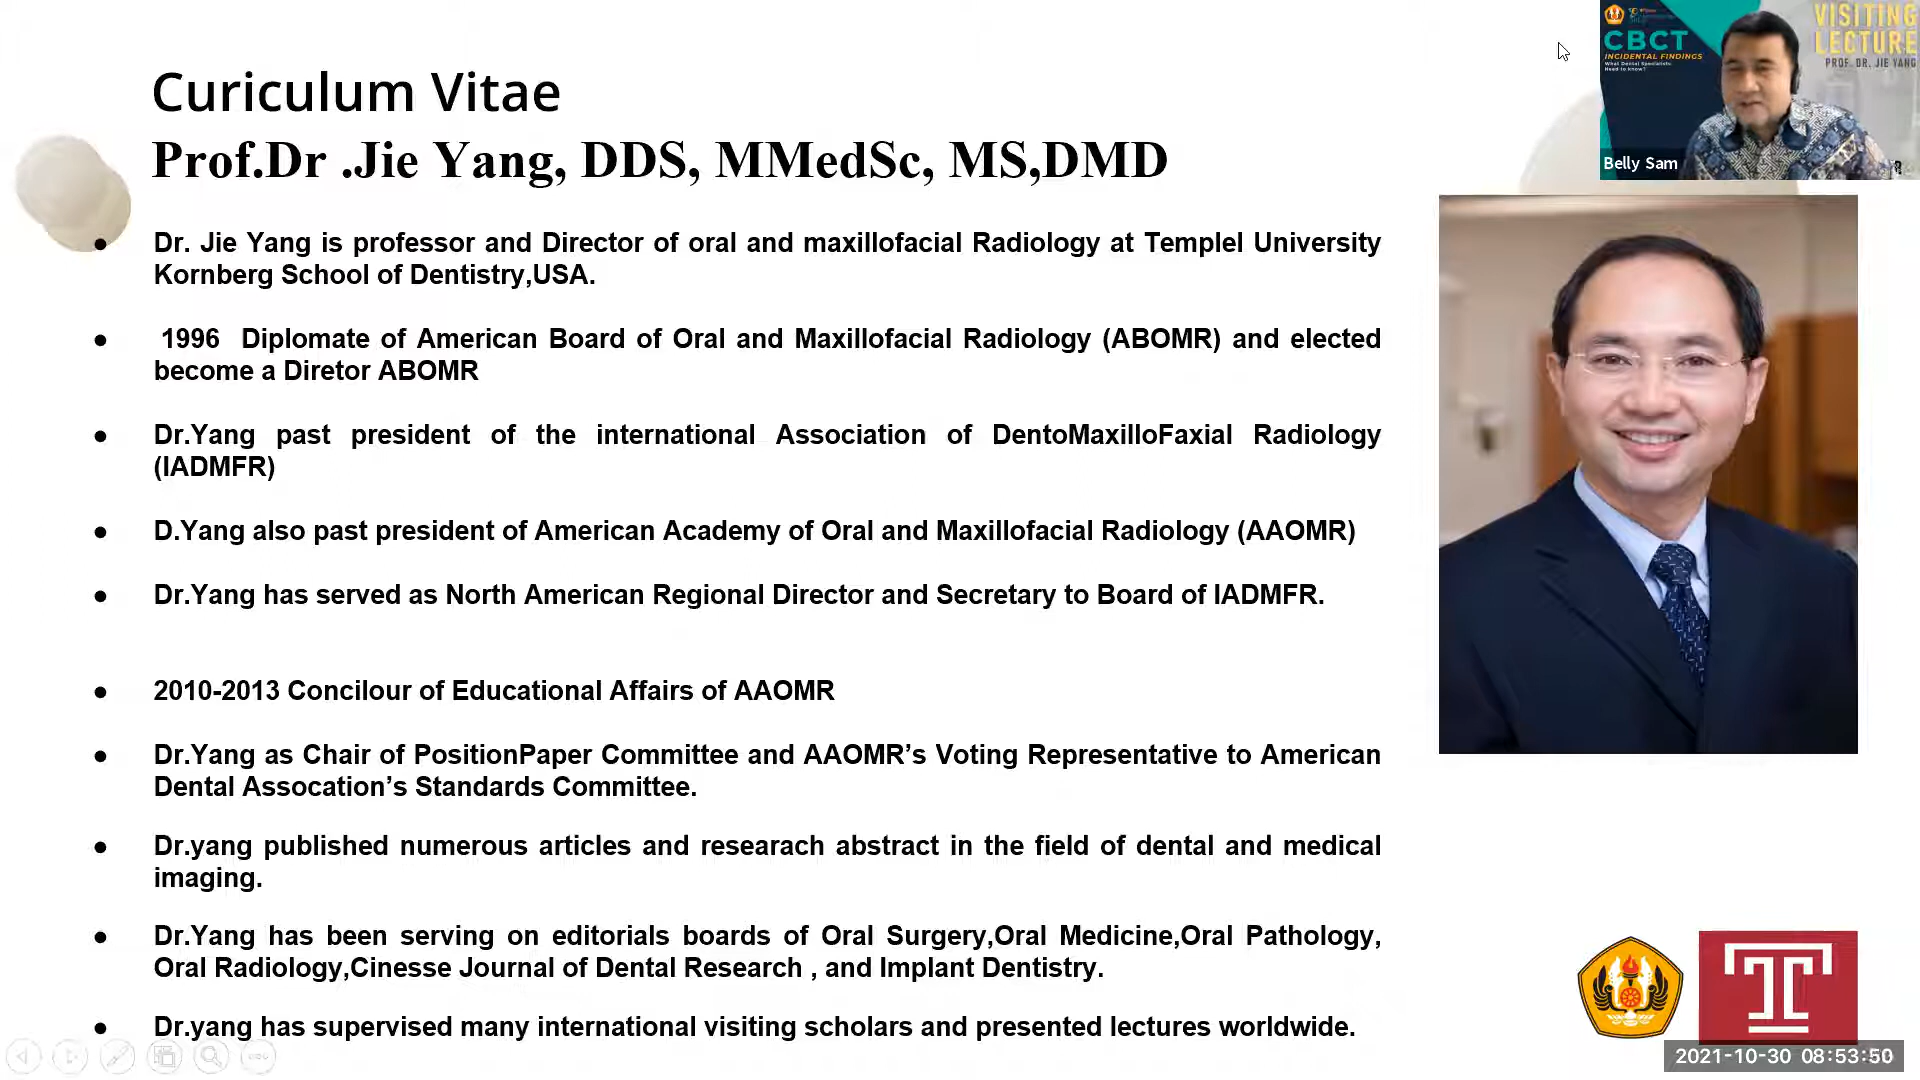 Curiculum Vitae
Prof.Dr .Jie Yang, DDS, MMedSc, MS,DMD
● Dr. Jie Yang is professor and Director of oral and maxillofacial Radiology at Templel University
Kornberg School of Dentistry,USA.
● 1996 Diplomate of American Board of Oral and Maxillofacial Radiology (ABOMR) and elected
become a Diretor ABOMR
● Dr.Yang past president of the international Association of DentoMaxilloFaxial Radiology
(IADMFR)
● D.Yang also past president of American Academy of Oral and Maxillofacial Radiology (AAOMR)
● Dr.Yang has served as North American Regional Director and Secretary to Board of IADMFR.
● 2010-2013 Concilour of Educational Affairs of AAOMR
● Dr.Yang as Chair of PositionPaper Committee and AAOMR’s Voting Representative to American
Dental Assocation’s Standards Committee.
● Dr.yang published numerous articles and researach abstract in the field of dental and medical
imaging.
● Dr.Yang has been serving on editorials boards of Oral Surgery,Oral Medicine,Oral Pathology,
Oral Radiology,Cinesse Journal of Dental Research , and Implant Dentistry.
● Dr.yang has supervised many international visiting scholars and presented lectures worldwide.
CBCT
INCIDENTAL FINDINGS
What Dental Specialists
Need to Know?
VISITING
LECTURE
PROF. DR. JIE YANG
Belly Sam
2021-10-30 08:53:50